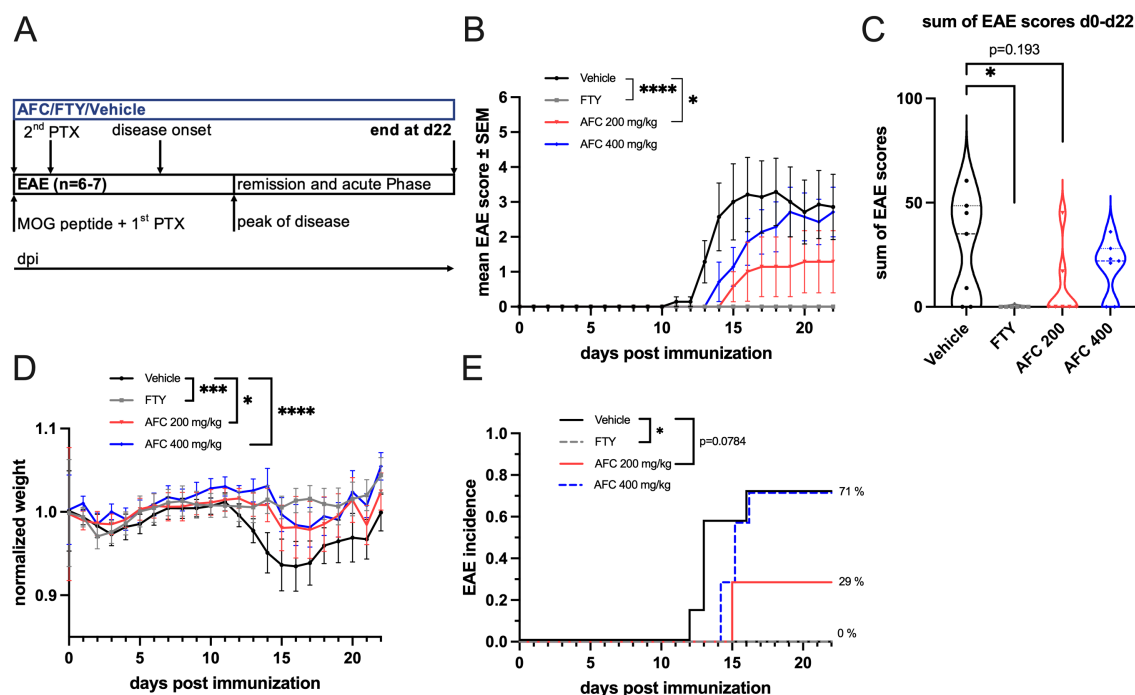 A
AFC/FTY/Vehicle
2nd PTX
disease onset
end at d22
EAE (n=6-7)
remission and acute Phase
MOG peptide + 1st PTX
peak of disease
dpi
B
Vehicle
FTY
AFC 200 mg/kg
AFC 400 mg/kg
****
*
mean EAE score ± SEM
6
5
4
3
2
1
0
0 5 10 15 20
days post immunization
C
sum of EAE scores d0-d22
p=0.193
*
sum of EAE scores
100
50
0
Vehicle
FTY
AFC 200
AFC 400
D
Vehicle
FTY
AFC 200 mg/kg
AFC 400 mg/kg
***
*
****
normalized weight
1.1
1.0
0.9
0 5 10 15 20
days post immunization
E
Vehicle
FTY
AFC 200 mg/kg
AFC 400 mg/kg
*
p=0.0784
EAE incidence
1.0
0.8
0.6
0.4
0.2
0.0
71 %
29 %
0 %
0 5 10 15 20
days post immunization